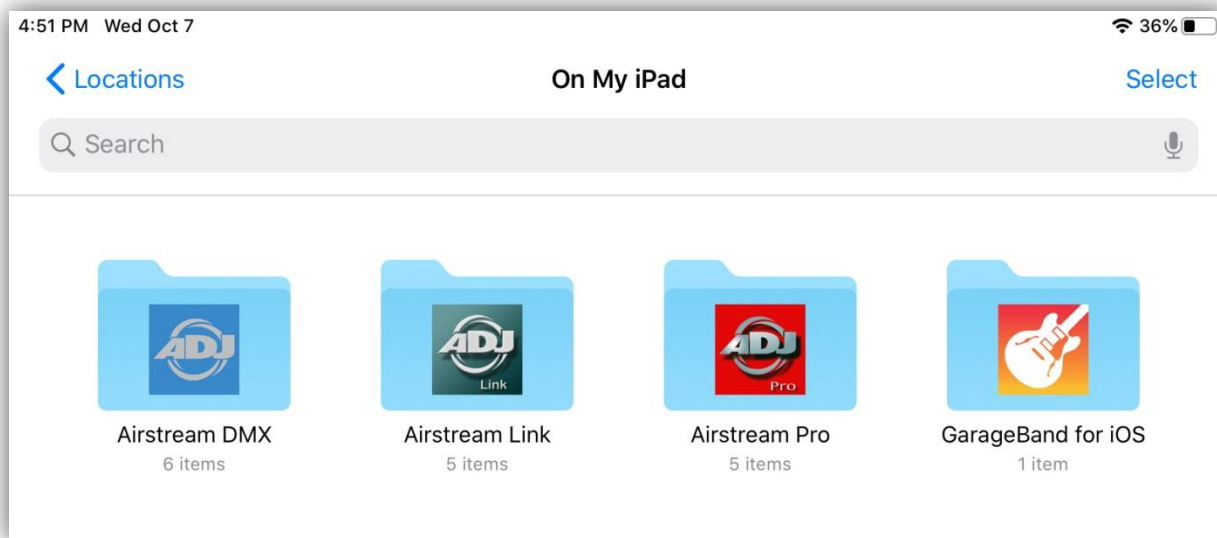 4:51 PM Wed Oct 7
36%
Locations
On My iPad
Select
Search
ADJ
ADJ
Link
ADJ
Pro
Airstream DMX
Airstream Link
Airstream Pro
GarageBand for iOS
6 items
5 items
5 items
1 item